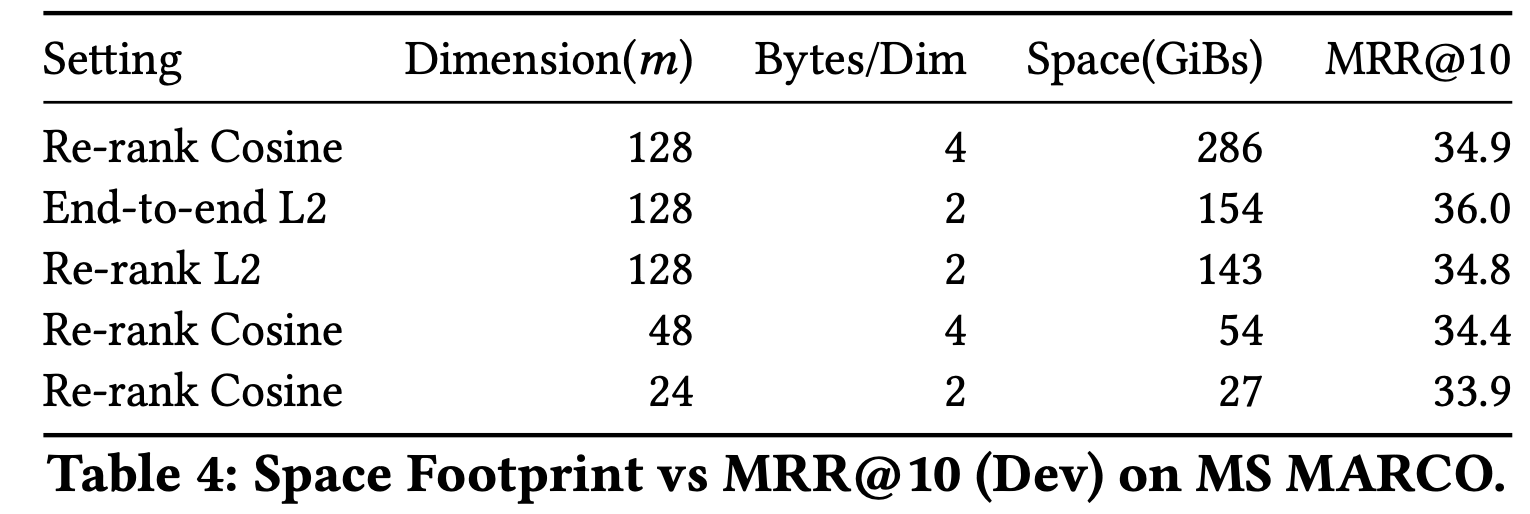 Setting Dimension(m) Bytes/Dim Space(GiBs) MRR@10
Re-rank Cosine 128 4 286 34.9
End-to-end L2 128 2 154 36.0
Re-rank L2 128 2 143 34.8
Re-rank Cosine 48 4 54 34.4
Re-rank Cosine 24 2 27 33.9
Table 4: Space Footprint vs MRR@10 (Dev) on MS MARCO.